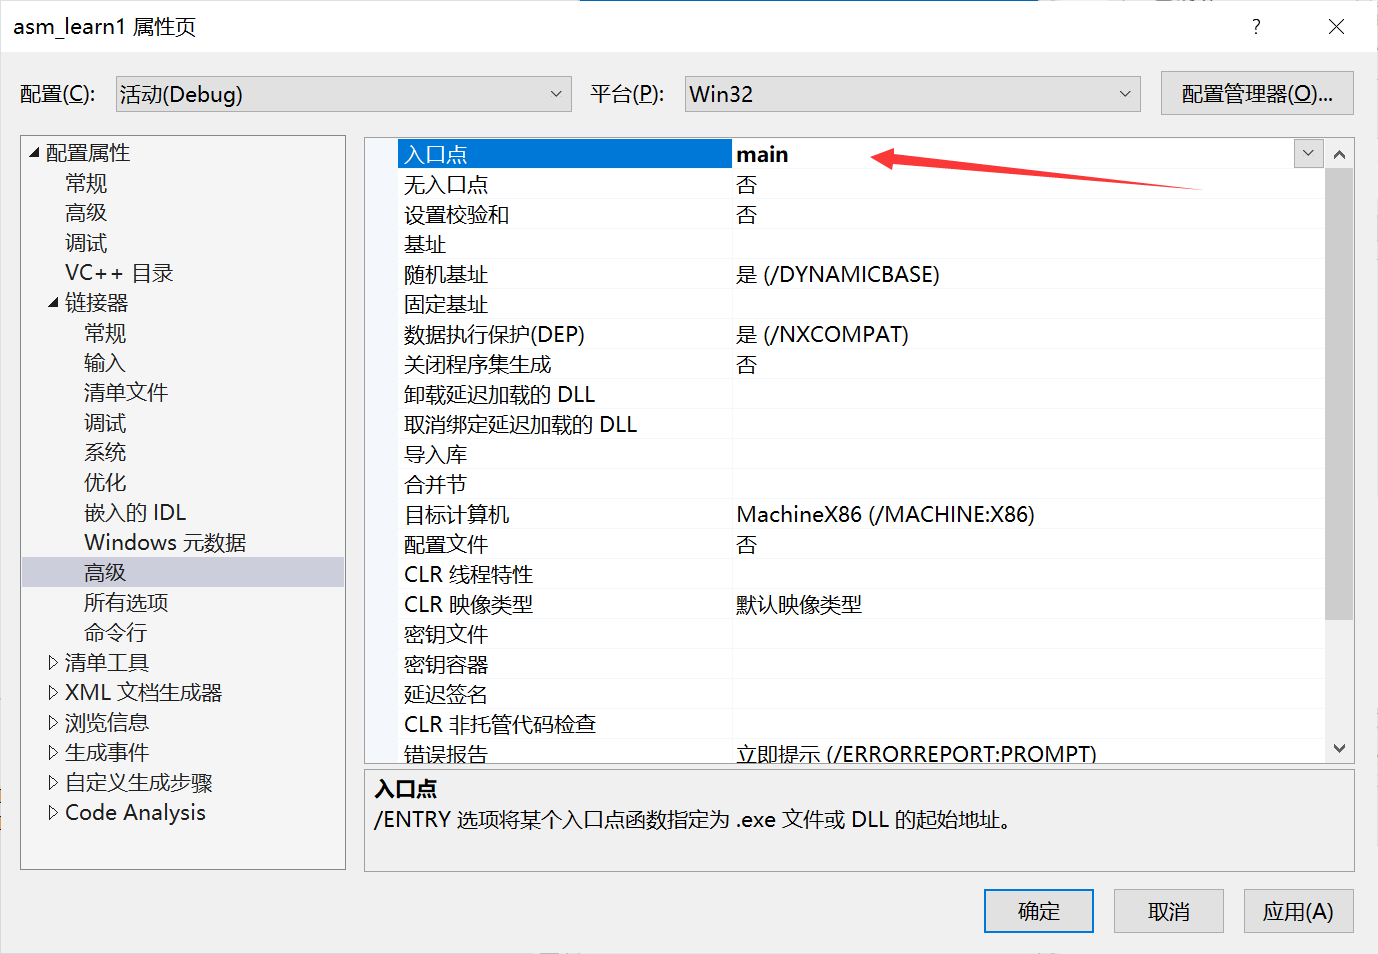 asm_learn1 属性页
?
配置(C): 活动(Debug) 平台(P): Win32 配置管理器(O)...
配置属性
常规
高级
调试
VC++ 目录
链接器
常规
输入
清单文件
调试
系统
优化
嵌入的 IDL
Windows 元数据
高级
所有选项
命令行
清单工具
XML 文档生成器
浏览信息
生成事件
自定义生成步骤
Code Analysis
入口点 main
无入口点 否
设置校验和 否
基址
随机基址 是 (/DYNAMICBASE)
固定基址
数据执行保护(DEP) 是 (/NXCOMPAT)
关闭程序集生成 否
卸载延迟加载的 DLL
取消绑定延迟加载的 DLL
导入库
合并节
目标计算机 MachineX86 (/MACHINE:X86)
配置文件 否
CLR 线程特性
CLR 映像类型 默认映像类型
密钥文件
密钥容器
延迟签名
CLR 非托管代码检查
错误报告 立即提示 (/ERRORREPORT:PROMPT)
入口点
/ENTRY 选项将某个入口点函数指定为 .exe 文件或 DLL 的起始地址。
确定 取消 应用(A)